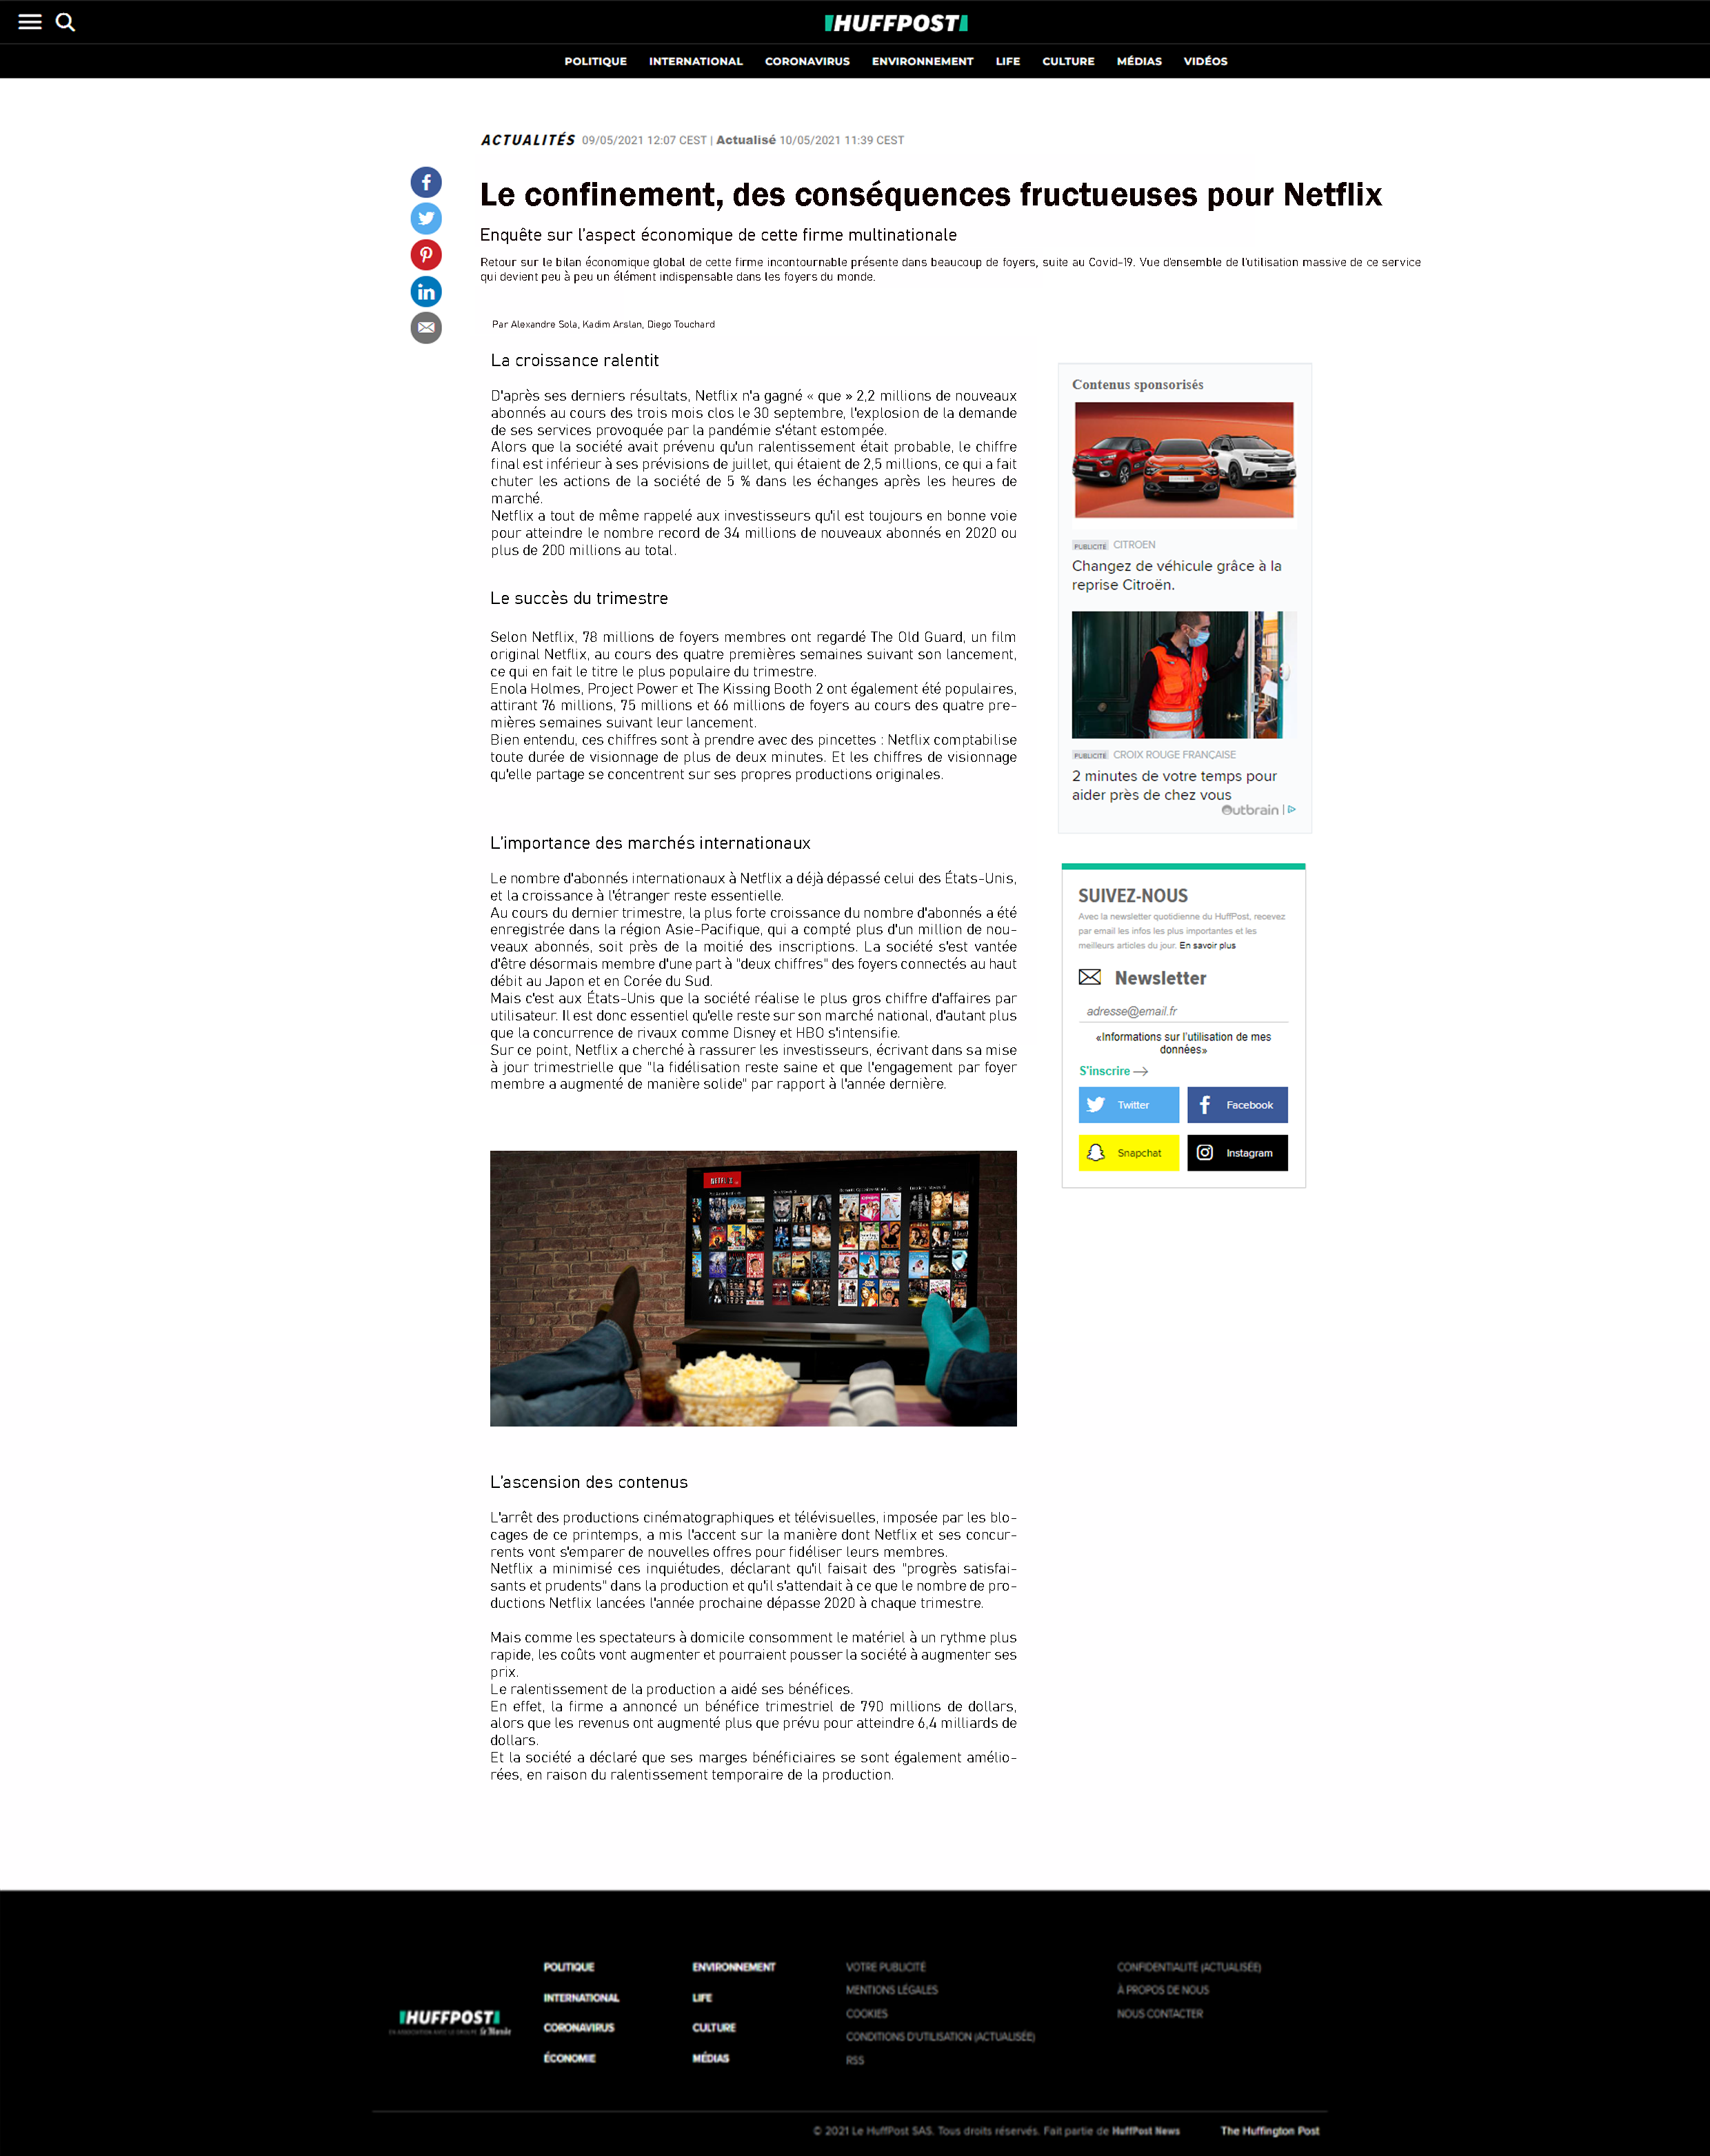 HUFFPOST
POLITIQUE INTERNATIONAL CORONAVIRUS ENVIRONNEMENT LIFE CULTURE MÉDIAS VIDÉOS
ACTUALITÉS 09/05/2021 12:07 CEST | Actualisé 10/05/2021 11:39 CEST
Le confinement, des conséquences fructueuses pour Netflix
Enquête sur l'aspect économique de cette firme multinationale
Retour sur le bilan économique global de cette firme incontournable présente dans beaucoup de foyers, suite au Covid-19. Vue d'ensemble de l'utilisation massive de ce service
qui devient peu à peu un élément indispensable dans les foyers du monde.
Par Alexandre Sola, Kadim Arslan, Diego Touchard
La croissance ralentit
D'après ses derniers résultats, Netflix n'a gagné « que » 2,2 millions de nouveaux
abonnés au cours des trois mois clos le 30 septembre, l'explosion de la demande
de ses services provoquée par la pandémie s'étant estompée.
Alors que la société avait prévenu qu'un ralentissement était probable, le chiffre
final est inférieur à ses prévisions de juillet, qui étaient de 2,5 millions, ce qui a fait
chuter les actions de la société de 5 % dans les échanges après les heures de
marché.
Netflix a tout de même rappelé aux investisseurs qu'il est toujours en bonne voie
pour atteindre le nombre record de 34 millions de nouveaux abonnés en 2020 ou
plus de 200 millions au total.
Le succès du trimestre
Selon Netflix, 78 millions de foyers membres ont regardé The Old Guard, un film
original Netflix, au cours des quatre premières semaines suivant son lancement,
ce qui en fait le titre le plus populaire du trimestre.
Enola Holmes, Project Power et The Kissing Booth 2 ont également été populaires,
attirant 76 millions, 75 millions et 66 millions de foyers au cours des quatre pre-
mières semaines suivant leur lancement.
Bien entendu, ces chiffres sont à prendre avec des pincettes : Netflix comptabilise
toute durée de visionnage de plus de deux minutes. Et les chiffres de visionnage
qu'elle partage se concentrent sur ses propres productions originales.
L'importance des marchés internationaux
Le nombre d'abonnés internationaux à Netflix a déjà dépassé celui des États-Unis,
et la croissance à l'étranger reste essentielle.
Au cours du dernier trimestre, la plus forte croissance du nombre d'abonnés a été
enregistrée dans la région Asie-Pacifique, qui a compté plus d'un million de nou-
veaux abonnés, soit près de la moitié des inscriptions. La société s'est vantée
d'être désormais membre d'une part à "deux chiffres" des foyers connectés au haut
débit au Japon et en Corée du Sud.
Mais c'est aux États-Unis que la société réalise le plus gros chiffre d'affaires par
utilisateur. Il est donc essentiel qu'elle reste sur son marché national, d'autant plus
que la concurrence de rivaux comme Disney et HBO s'intensifie.
Sur ce point, Netflix a cherché à rassurer les investisseurs, écrivant dans sa mise
à jour trimestrielle que "la fidélisation reste saine et que l'engagement par foyer
membre a augmenté de manière solide" par rapport à l'année dernière.
NETFLIX
L'ascension des contenus
L'arrêt des productions cinématographiques et télévisuelles, imposée par les blo-
cages de ce printemps, a mis l'accent sur la manière dont Netflix et ses concur-
rents vont s'emparer de nouvelles offres pour fidéliser leurs membres.
Netflix a minimisé ces inquiétudes, déclarant qu'il faisait des "progrès satisfai-
sants et prudents" dans la production et qu'il s'attendait à ce que le nombre de pro-
ductions Netflix lancées l'année prochaine dépasse 2020 à chaque trimestre.
Mais comme les spectateurs à domicile consomment le matériel à un rythme plus
rapide, les coûts vont augmenter et pourraient pousser la société à augmenter ses
prix.
Le ralentissement de la production a aidé ses bénéfices.
En effet, la firme a annoncé un bénéfice trimestriel de 790 millions de dollars,
alors que les revenus ont augmenté plus que prévu pour atteindre 6,4 milliards de
dollars.
Et la société a déclaré que ses marges bénéficiaires se sont également amélio-
rées, en raison du ralentissement temporaire de la production.
Contenus sponsorisés
PUBLICITÉ CITROEN
Changez de véhicule grâce à la
reprise Citroën.
PUBLICITÉ CROIX ROUGE FRANÇAISE
2 minutes de votre temps pour
aider près de chez vous
Outbrain
SUIVEZ-NOUS
Avec la newsletter quotidienne du HuffPost, recevez
par email les infos les plus importantes et les
meilleurs articles du jour. En savoir plus
Newsletter
adresse@email.fr
«Informations sur l'utilisation de mes
données»
S'inscrire
Twitter Facebook
Snapchat Instagram
HUFFPOST
EN ASSOCIATION AVEC LE GROUPE Le Monde
POLITIQUE
INTERNATIONAL
CORONAVIRUS
ÉCONOMIE
ENVIRONNEMENT
LIFE
CULTURE
MÉDIAS
VOTRE PUBLICITÉ
MENTIONS LÉGALES
COOKIES
CONDITIONS D'UTILISATION (ACTUALISÉE)
RSS
CONFIDENTIALITÉ (ACTUALISÉE)
À PROPOS DE NOUS
NOUS CONTACTER
© 2021 Le HuffPost SAS. Tous droits réservés. Fait partie de HuffPost News The Huffington Post